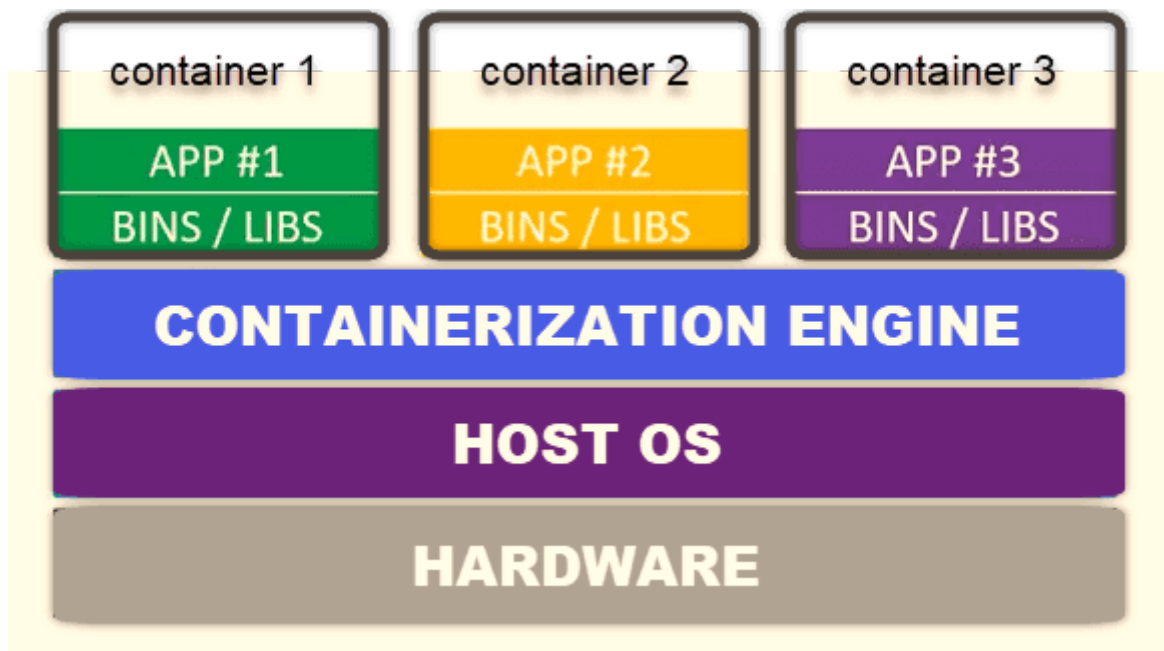 container 1 container 2 container 3
APP #1 APP #2 APP #3
BINS / LIBS BINS / LIBS BINS / LIBS
CONTAINERIZATION ENGINE
HOST OS
HARDWARE